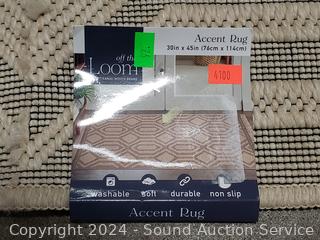 Accent Rug
30in x 45in (76cm x 114cm)
off the
Loom
4100
washable
soft
durable
non slip
Accent Rug
Copyright 2024 - Sound Auction Service